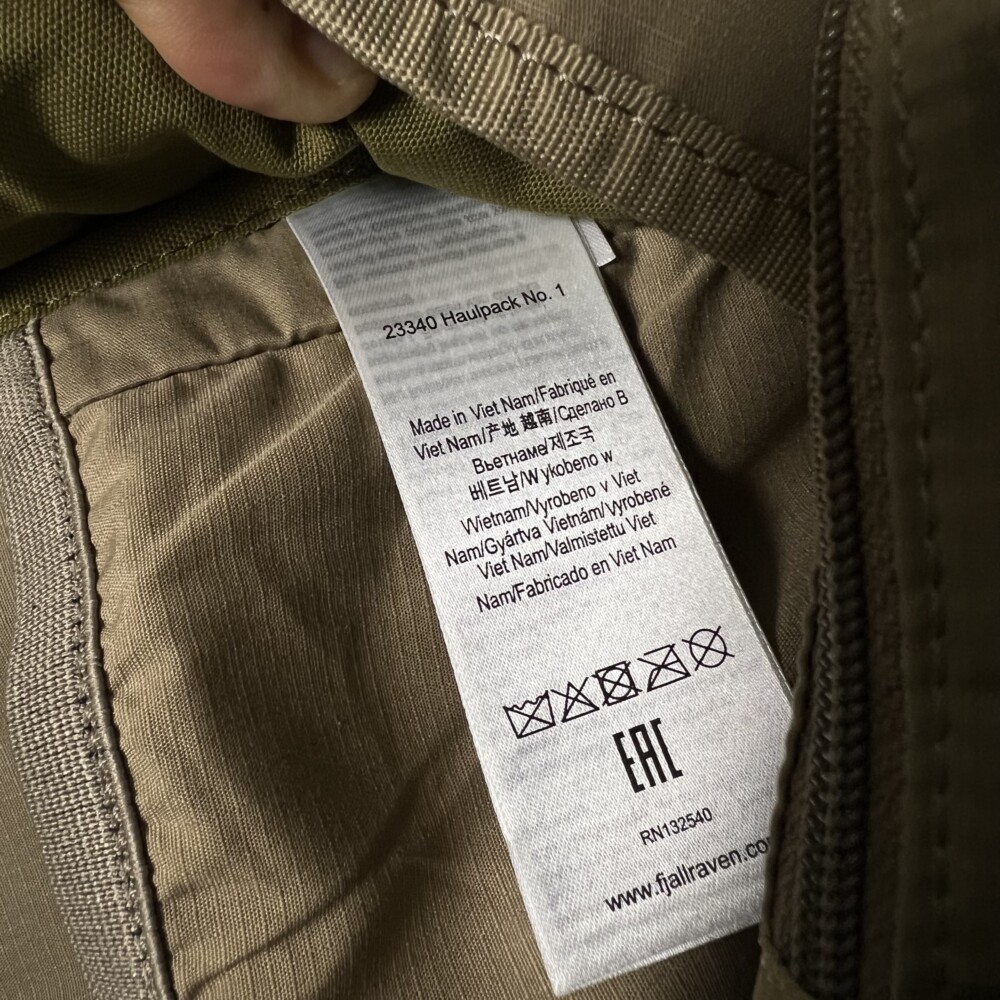 23340 Haulpack No. 1
Made in Viet Nam/Fabriqué en
Viet Nam/产地 越南/Сделано В
Вьетнаме/제조국
베트남/Wykobeno w
Wietnam/Vyrobeno v Viet
Nam/Gyártva Vietnám/vyrobené
Viet Nam/Valmistettu Viet
Nam/Fabricado en Viet Nam
EAC
RN132540
www.fjallraven.co